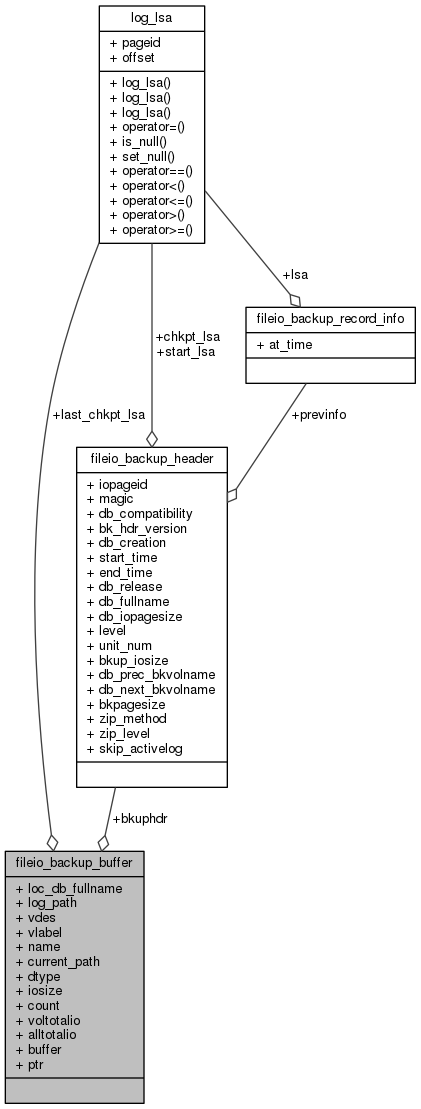 log_lsa
+ pageid
+ offset
+ log_lsa()
+ log_lsa()
+ log_lsa()
+ operator=()
+ is_null()
+ set_null()
+ operator==()
+ operator<()
+ operator<=()
+ operator>()
+ operator>=()
+lsa
fileio_backup_record_info
+ at_time
+chkpt_lsa
+start_lsa
+last_chkpt_lsa
+previnfo
fileio_backup_header
+ iopageid
+ magic
+ db_compatibility
+ bk_hdr_version
+ db_creation
+ start_time
+ end_time
+ db_release
+ db_fullname
+ db_iopagesize
+ level
+ unit_num
+ bkup_iosize
+ db_prec_bkvolname
+ db_next_bkvolname
+ bkpagesize
+ zip_method
+ zip_level
+ skip_activelog
+bkuphdr
fileio_backup_buffer
+ loc_db_fullname
+ log_path
+ vdes
+ vlabel
+ name
+ current_path
+ dtype
+ iosize
+ count
+ voltotalio
+ alltotalio
+ buffer
+ ptr